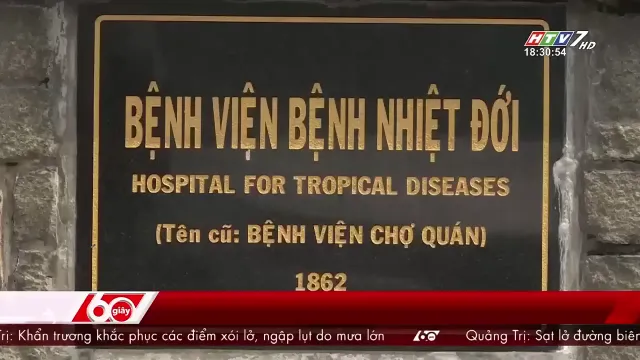 HTV7 HD
18:30:54
BỆNH VIỆN BỆNH NHIỆT ĐỚI
HOSPITAL FOR TROPICAL DISEASES
(Tên cũ: BỆNH VIỆN CHỢ QUÁN)
1862
60 giây
Trị: Khẩn trương khắc phục các điểm xói lở, ngập lụt do mưa lớn 60 Quảng Trị: Sạt lở đường biên